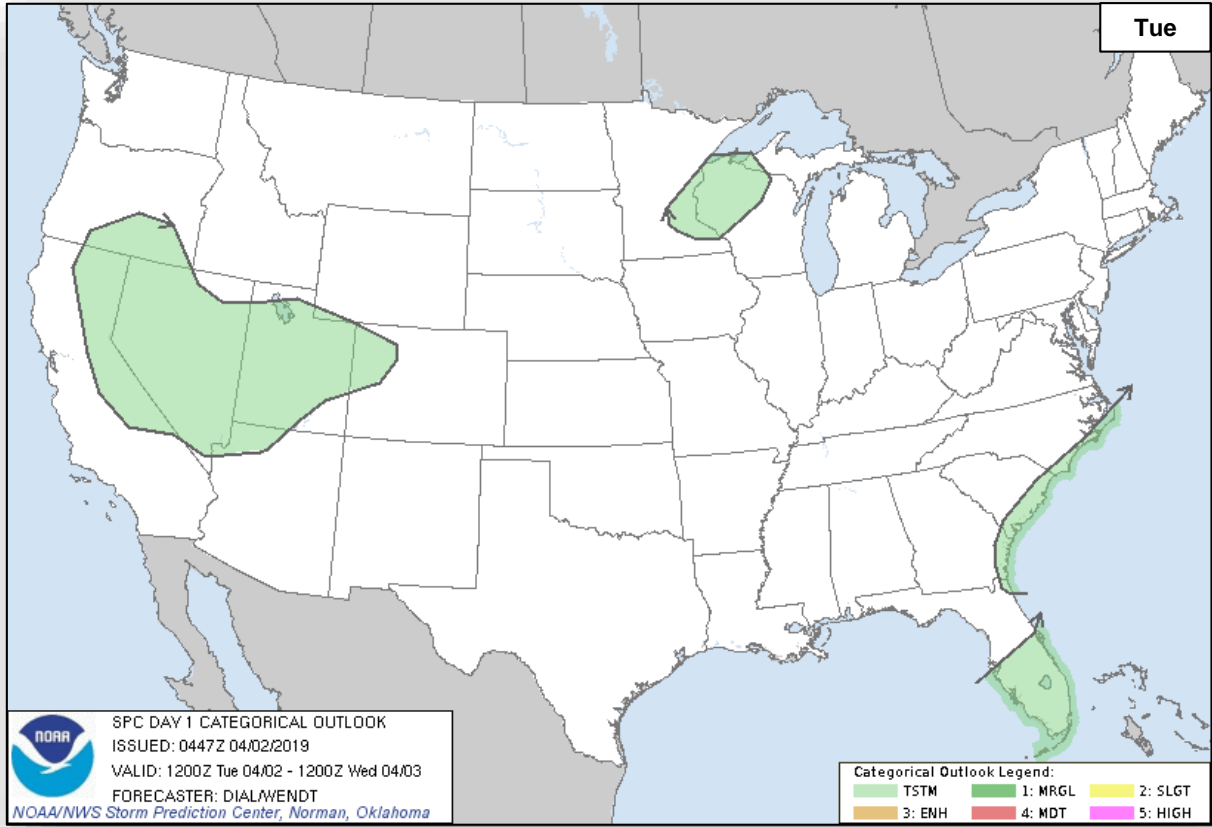 Tue
NOAA
SPC DAY 1 CATEGORICAL OUTLOOK
ISSUED: 0447Z 04/02/2019
VALID: 1200Z Tue 04/02 - 1200Z Wed 04/03
FORECASTER: DIAL/WENDT
NOAA/NWS Storm Prediction Center, Norman, Oklahoma
Categorical Outlook Legend:
TSTM 1: MRGL 2: SLGT
3: ENH 4: MDT 5: HIGH